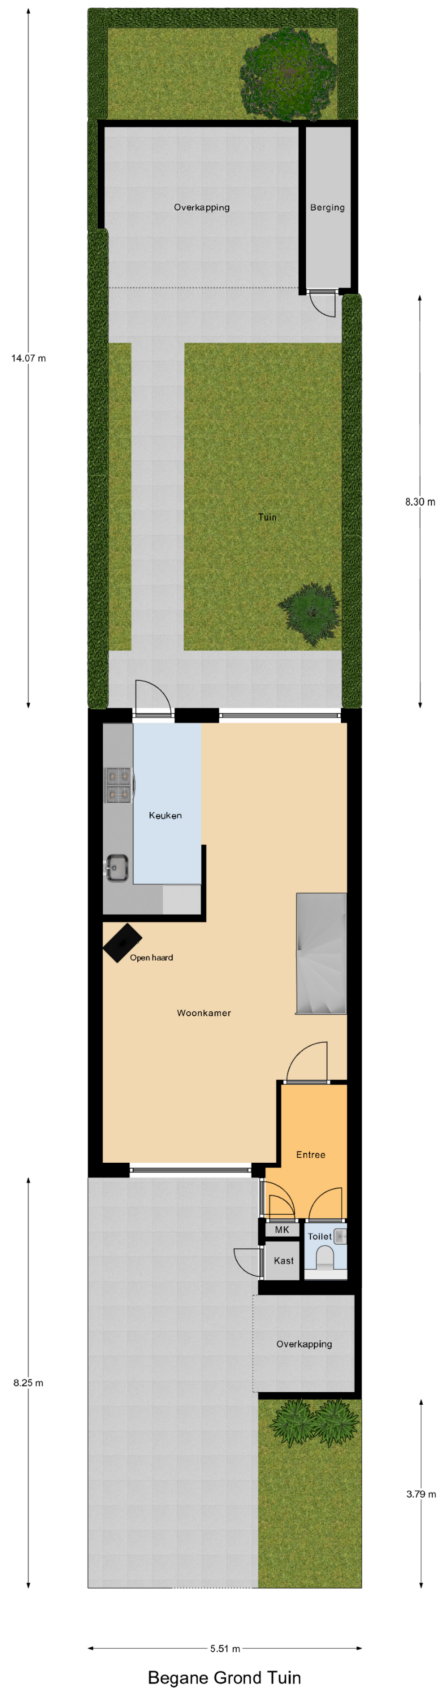 Overkapping
Berging
14.07 m
8.30 m
Tuin
Keuken
Open haard
Woonkamer
Entree
MK
Toilet
Kast
Overkapping
8.25 m
3.79 m
5.51 m
Begane Grond Tuin